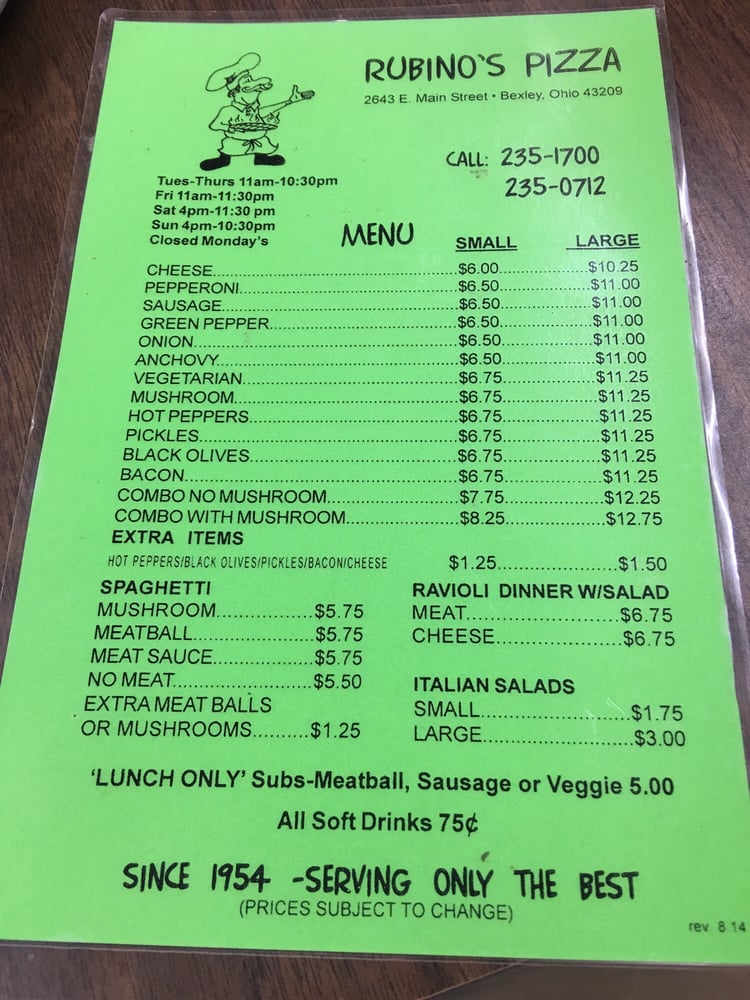 RUBINO'S PIZZA
2643 E. Main Street • Bexley, Ohio 43209
CALL: 235-1700
235-0712
Tues-Thurs 11am-10:30pm
Fri 11am-11:30pm
Sat 4pm-11:30 pm
Sun 4pm-10:30pm
Closed Monday's
MENU SMALL LARGE
CHEESE $6.00 $10.25
PEPPERONI $6.50 $11.00
SAUSAGE $6.50 $11.00
GREEN PEPPER $6.50 $11.00
ONION $6.50 $11.00
ANCHOVY $6.50 $11.00
VEGETARIAN $6.75 $11.25
MUSHROOM $6.75 $11.25
HOT PEPPERS $6.75 $11.25
PICKLES $6.75 $11.25
BLACK OLIVES $6.75 $11.25
BACON $6.75 $11.25
COMBO NO MUSHROOM $7.75 $12.25
COMBO WITH MUSHROOM $8.25 $12.75
EXTRA ITEMS
HOT PEPPERS/BLACK OLIVES/PICKLES/BACON/CHEESE $1.25 $1.50
SPAGHETTI
MUSHROOM $5.75
MEATBALL $5.75
MEAT SAUCE $5.75
NO MEAT $5.50
EXTRA MEAT BALLS
OR MUSHROOMS $1.25
RAVIOLI DINNER W/SALAD
MEAT $6.75
CHEESE $6.75
ITALIAN SALADS
SMALL $1.75
LARGE $3.00
'LUNCH ONLY' Subs-Meatball, Sausage or Veggie 5.00
All Soft Drinks 75¢
SINCE 1954 -SERVING ONLY THE BEST
(PRICES SUBJECT TO CHANGE)
rev 8 14